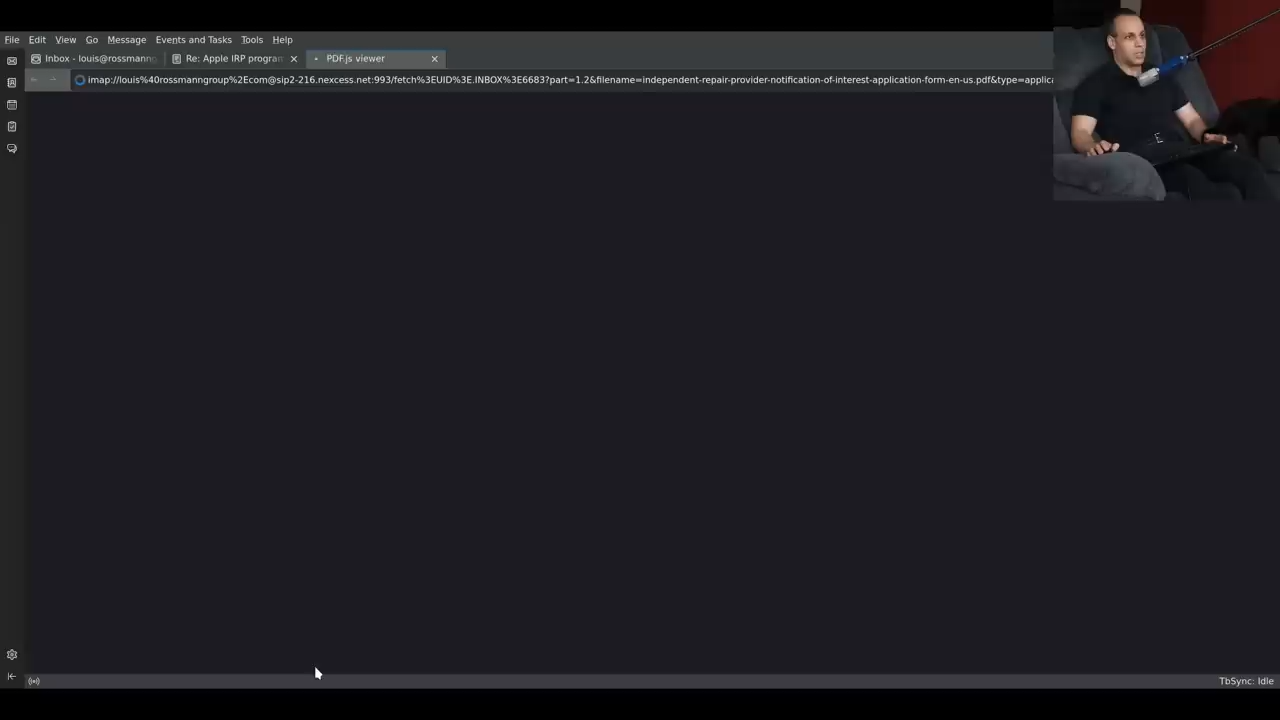 File Edit View Go Message Events and Tasks Tools Help
Inbox - louis@rossmanng Re: Apple IRP program PDF.js viewer
imap://louis%40rossmanngroup%2Ecom@sip2-216.nexcess.net:993/fetch%3EUID%3E.INBOX%3E6683?part=1.2&filename=independent-repair-provider-notification-of-interest-application-form-en-us.pdf&type=applica
TbSync: Idle